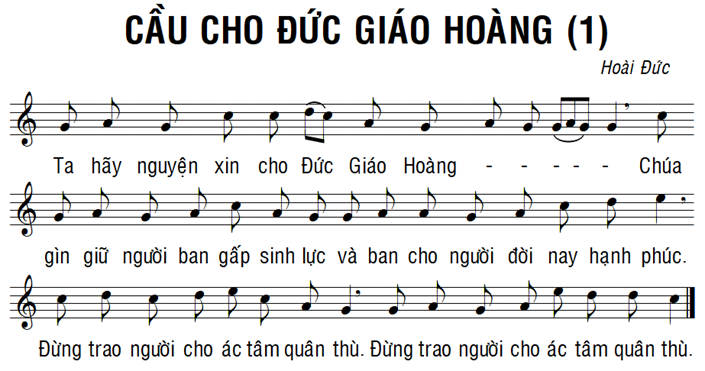 CẦU CHO ĐỨC GIÁO HOÀNG (1)
Hoài Đức
Ta hãy nguyện xin cho Đức Giáo Hoàng - - - - - Chúa
gìn giữ người ban gấp sinh lực và ban cho người đời nay hạnh phúc.
Đừng trao người cho ác tâm quân thù. Đừng trao người cho ác tâm quân thù.